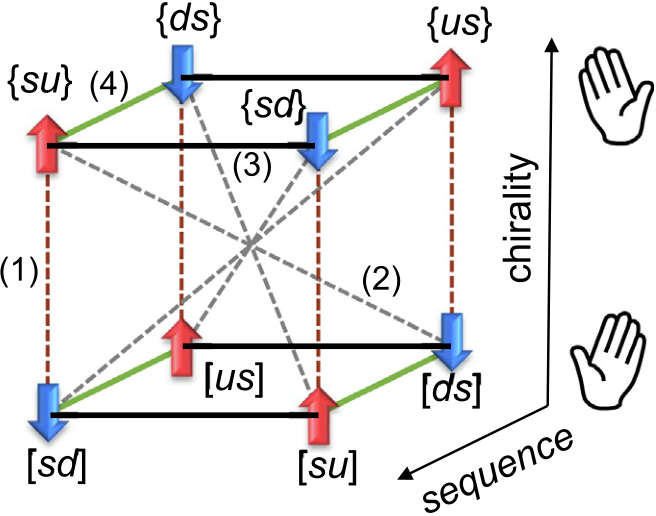 {ds}
{us}
{su}
(4)
{sd}
(3)
chirality
(1)
(2)
[us]
[ds]
[sd]
[su]
sequence